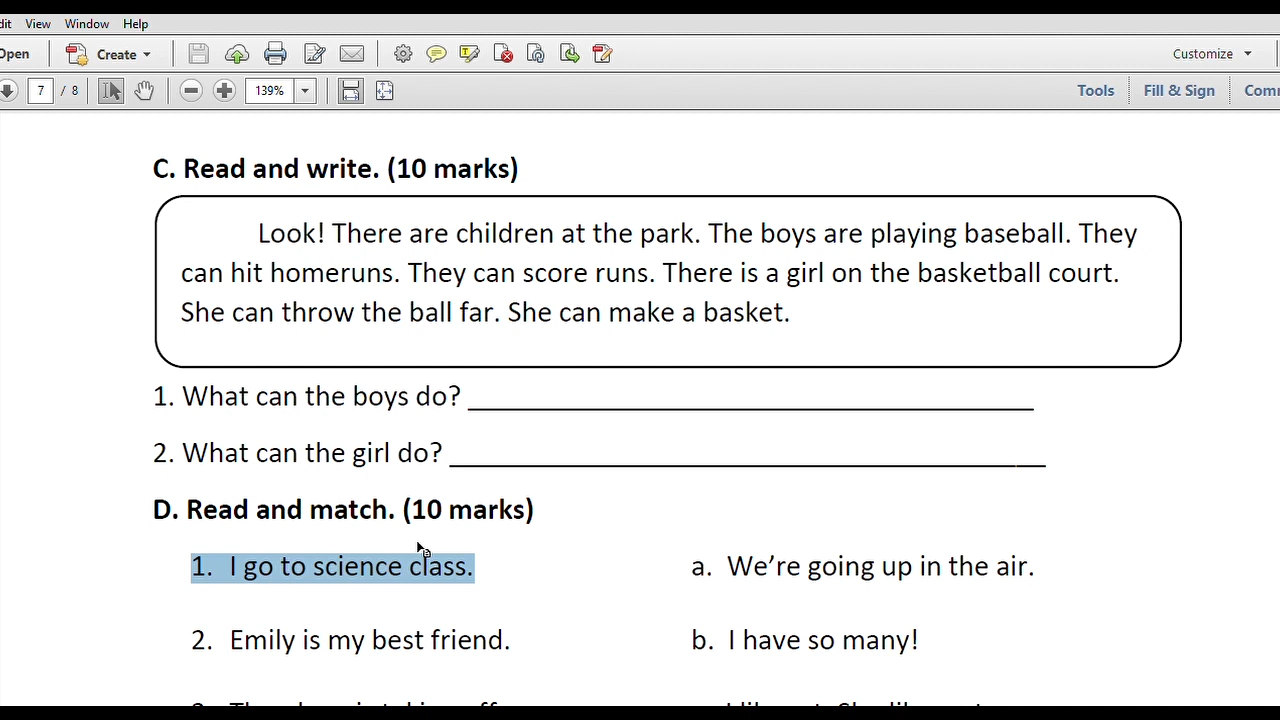 dit View Window Help
Open Create Customize
7 / 8 139% Tools Fill & Sign Comm
C. Read and write. (10 marks)
Look! There are children at the park. The boys are playing baseball. They
can hit homeruns. They can score runs. There is a girl on the basketball court.
She can throw the ball far. She can make a basket.
1. What can the boys do? ____________________
2. What can the girl do? ____________________
D. Read and match. (10 marks)
1. I go to science class. a. We're going up in the air.
2. Emily is my best friend. b. I have so many!